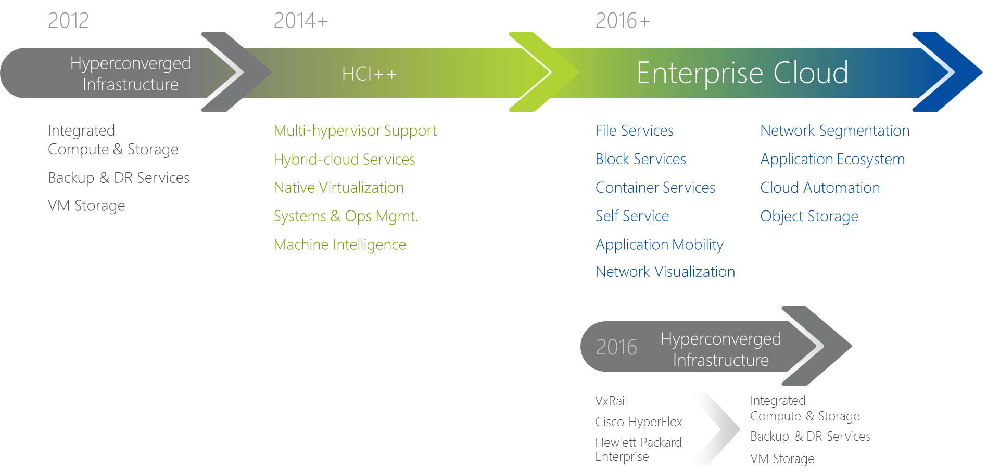 2012
2014+
2016+
Hyperconverged
Infrastructure
HCI++
Enterprise Cloud
Integrated
Compute & Storage
Backup & DR Services
VM Storage
Multi-hypervisor Support
Hybrid-cloud Services
Native Virtualization
Systems & Ops Mgmt.
Machine Intelligence
File Services
Block Services
Container Services
Self Service
Application Mobility
Network Visualization
Network Segmentation
Application Ecosystem
Cloud Automation
Object Storage
2016
Hyperconverged
Infrastructure
VxRail
Cisco HyperFlex
Hewlett Packard
Enterprise
Integrated
Compute & Storage
Backup & DR Services
VM Storage